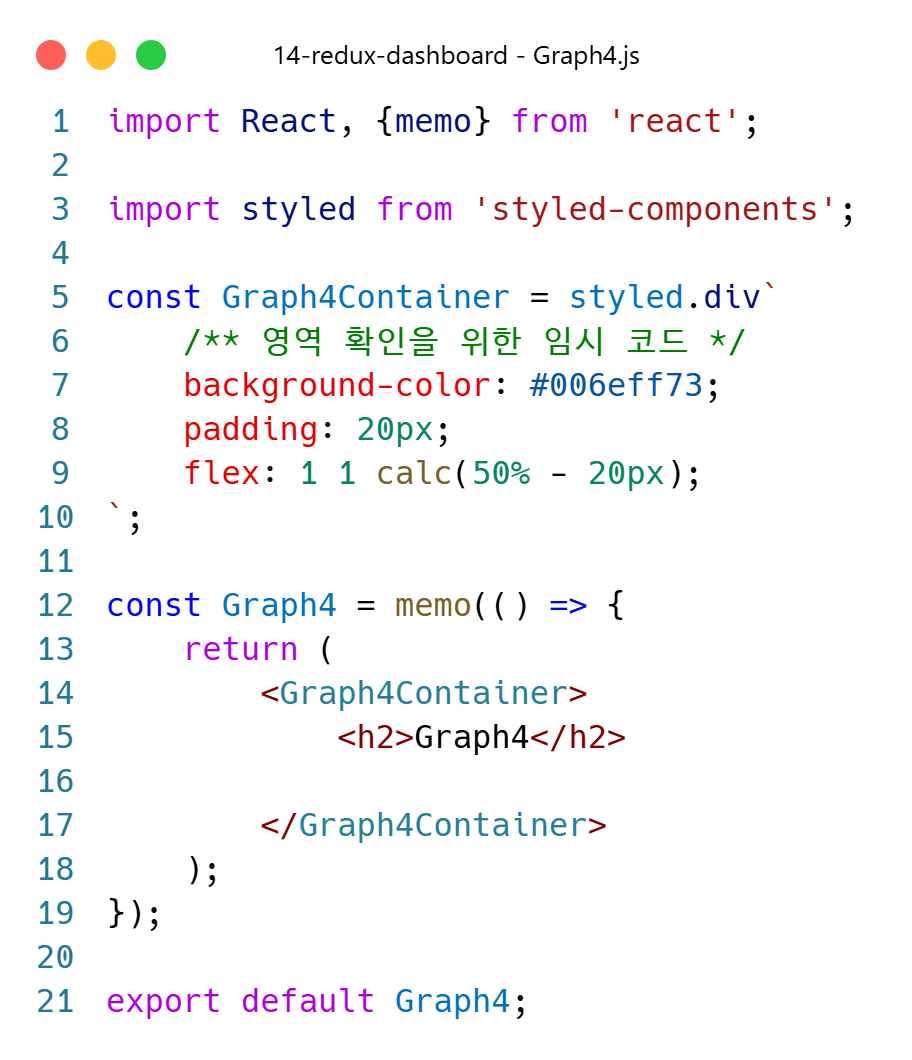 14-redux-dashboard - Graph4.js
1 import React, {memo} from 'react';
2
3 import styled from 'styled-components';
4
5 const Graph4Container = styled.div`
6     /** 영역 확인을 위한 임시 코드 */
7     background-color: #006eff73;
8     padding: 20px;
9     flex: 1 1 calc(50% - 20px);
10 `;
11
12 const Graph4 = memo(() => {
13     return (
14         <Graph4Container>
15             <h2>Graph4</h2>
16
17         </Graph4Container>
18     );
19 });
20
21 export default Graph4;